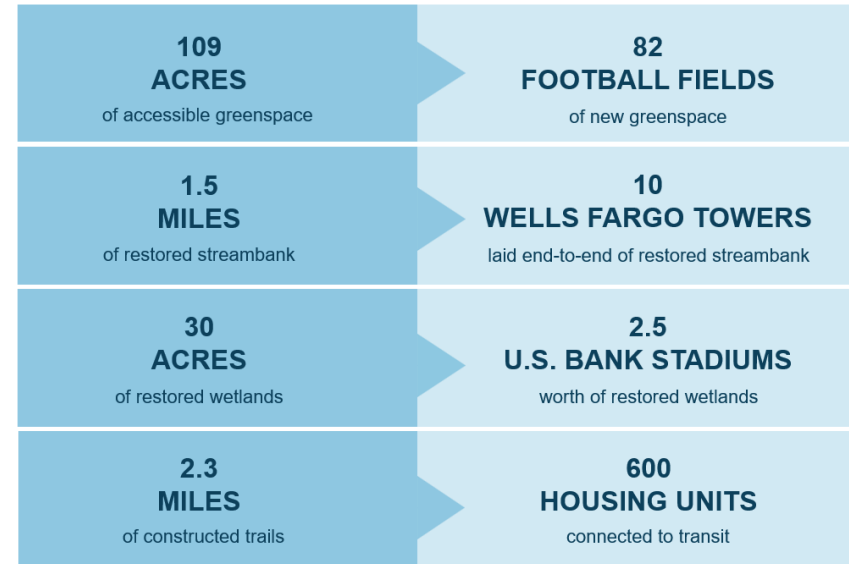 109
ACRES
of accessible greenspace
82
FOOTBALL FIELDS
of new greenspace
1.5
MILES
of restored streambank
10
WELLS FARGO TOWERS
laid end-to-end of restored streambank
30
ACRES
of restored wetlands
2.5
U.S. BANK STADIUMS
worth of restored wetlands
2.3
MILES
of constructed trails
600
HOUSING UNITS
connected to transit